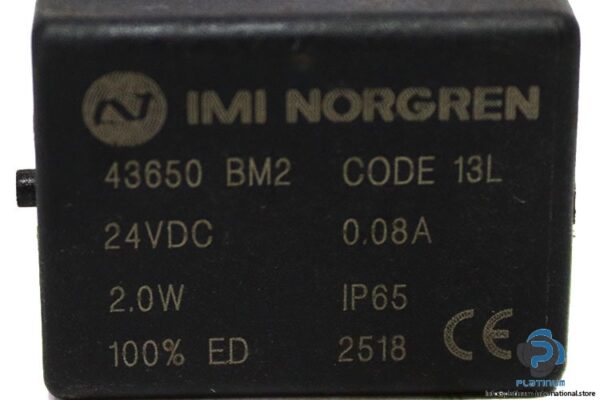 IMI NORGREN
43650 BM2 CODE 13L
24VDC 0.08A
2.0W IP65
100% ED 2518 CE
PLATINUM